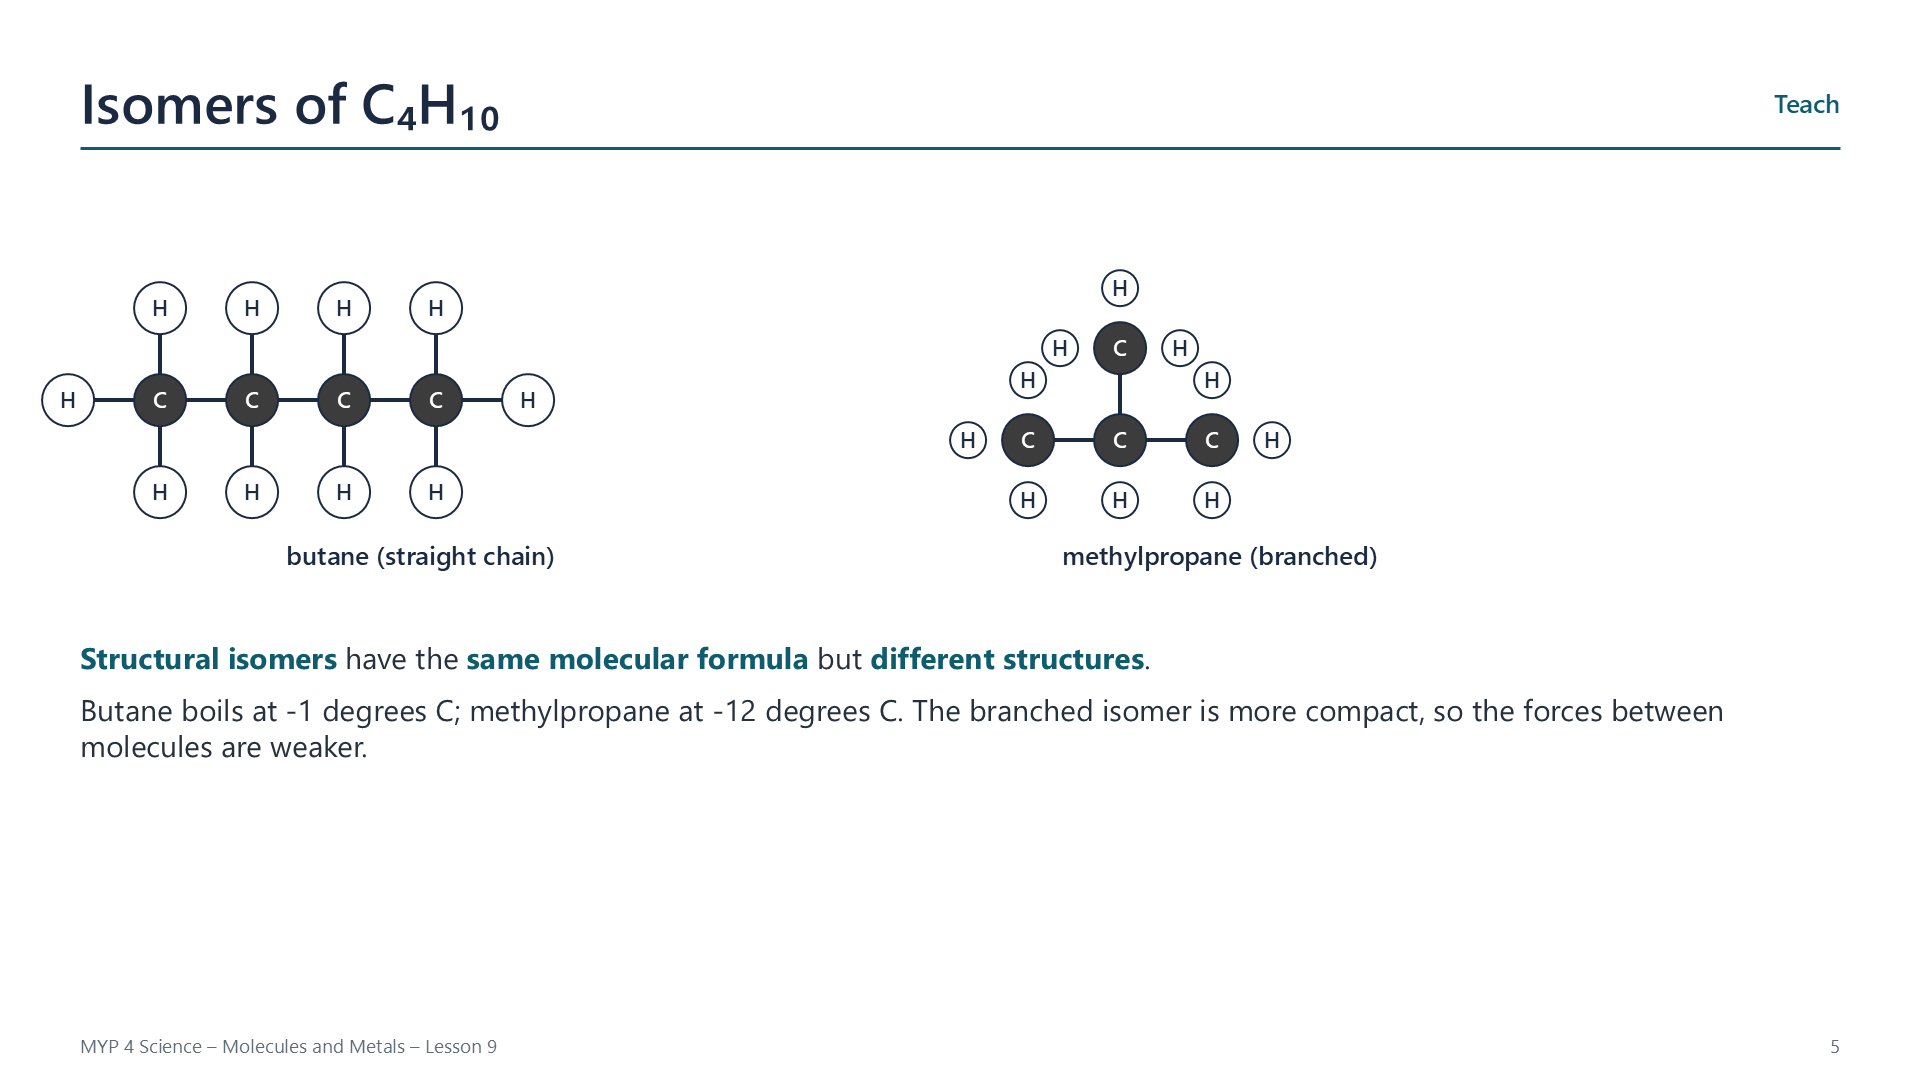 Isomers of C₄H₁₀
Teach
H H H H
H C C C C H
H H H H
butane (straight chain)
H
H C H
H H
H C C C H
H H H
methylpropane (branched)
Structural isomers have the same molecular formula but different structures.
Butane boils at -1 degrees C; methylpropane at -12 degrees C. The branched isomer is more compact, so the forces between
molecules are weaker.
MYP 4 Science – Molecules and Metals – Lesson 9
5